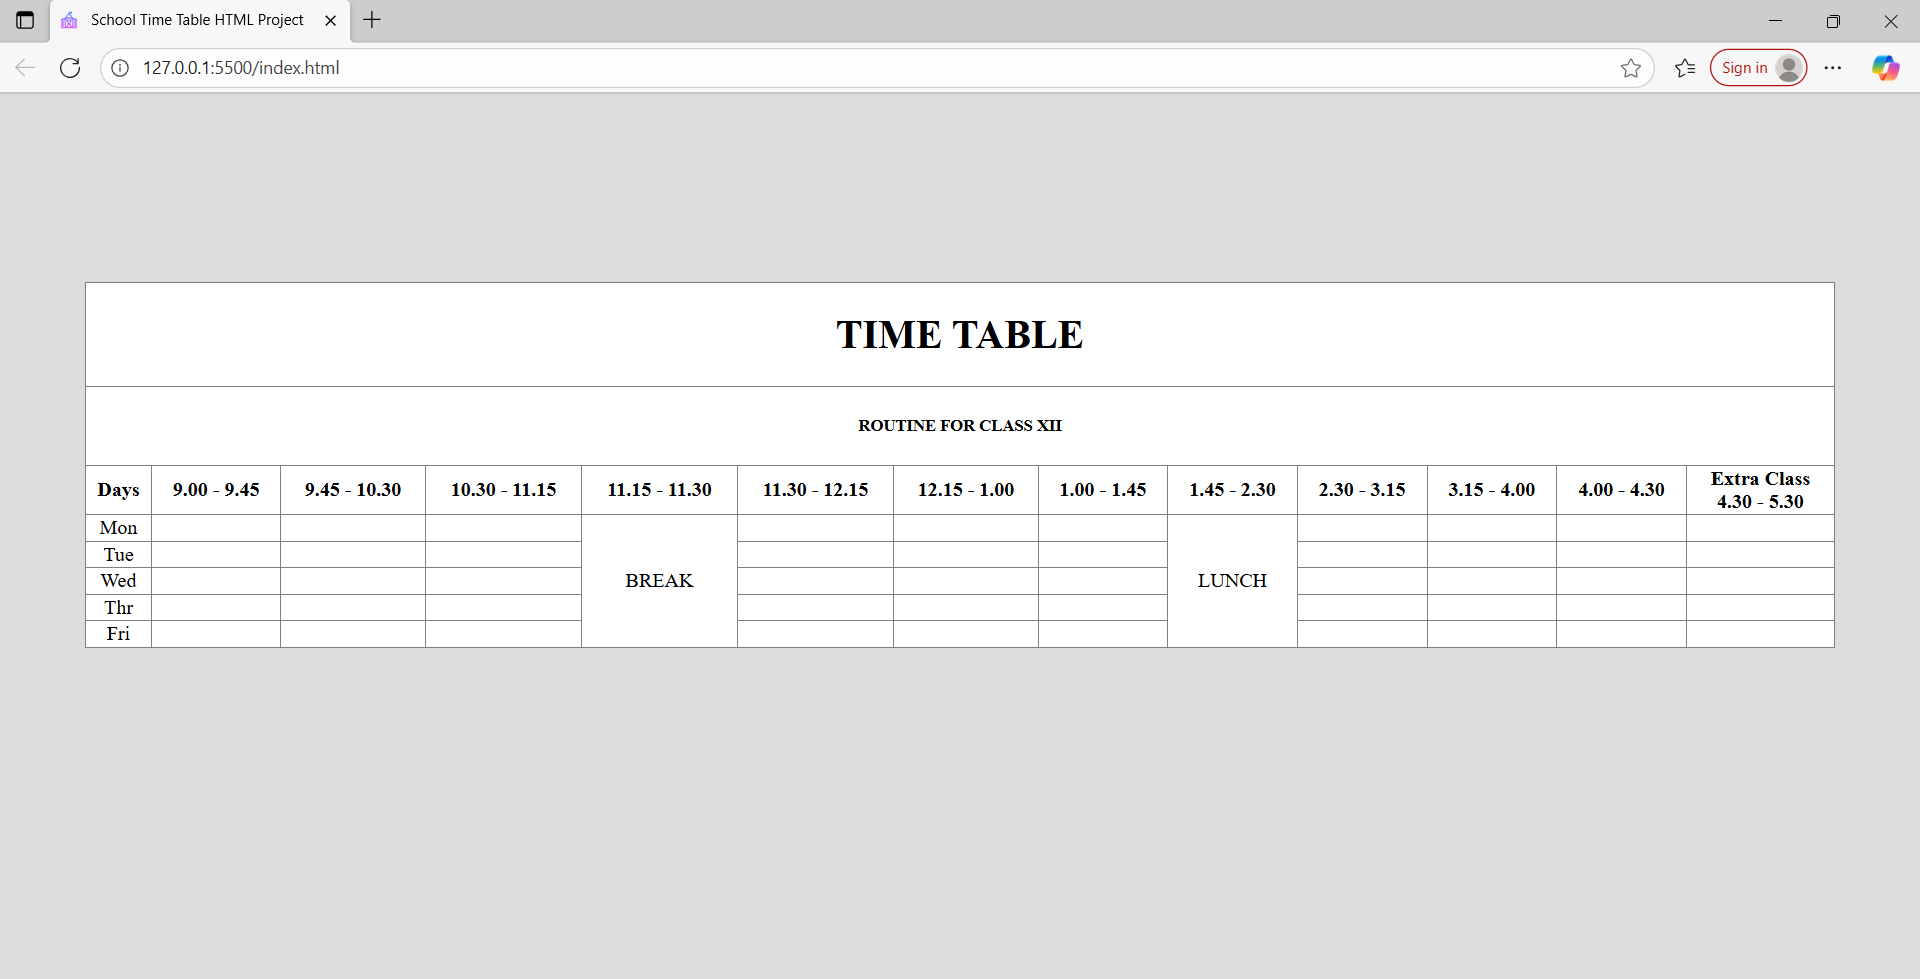 School Time Table HTML Project
127.0.0.1:5500/index.html
Sign in
TIME TABLE
ROUTINE FOR CLASS XII
Days 9.00 - 9.45 9.45 - 10.30 10.30 - 11.15 11.15 - 11.30 11.30 - 12.15 12.15 - 1.00 1.00 - 1.45 1.45 - 2.30 2.30 - 3.15 3.15 - 4.00 4.00 - 4.30 Extra Class
4.30 - 5.30
Mon
Tue
Wed BREAK LUNCH
Thr
Fri